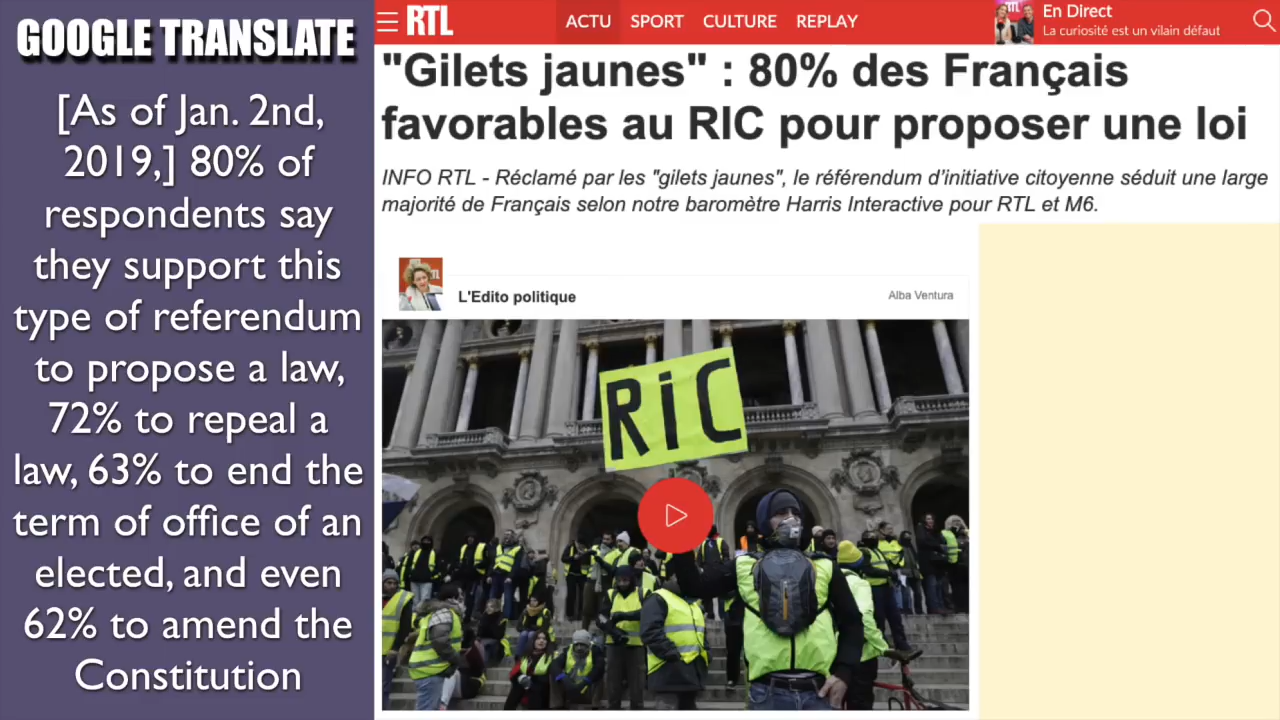 GOOGLE TRANSLATE
[As of Jan. 2nd,
2019,] 80% of
respondents say
they support this
type of referendum
to propose a law,
72% to repeal a
law, 63% to end the
term of office of an
elected, and even
62% to amend the
Constitution
RTL
ACTU SPORT CULTURE REPLAY
RTL
En Direct
La curiosité est un vilain défaut
"Gilets jaunes" : 80% des Français
favorables au RIC pour proposer une loi
INFO RTL - Réclamé par les "gilets jaunes", le référendum d'initiative citoyenne séduit une large
majorité de Français selon notre baromètre Harris Interactive pour RTL et M6.
L'Edito politique
Alba Ventura
RiC